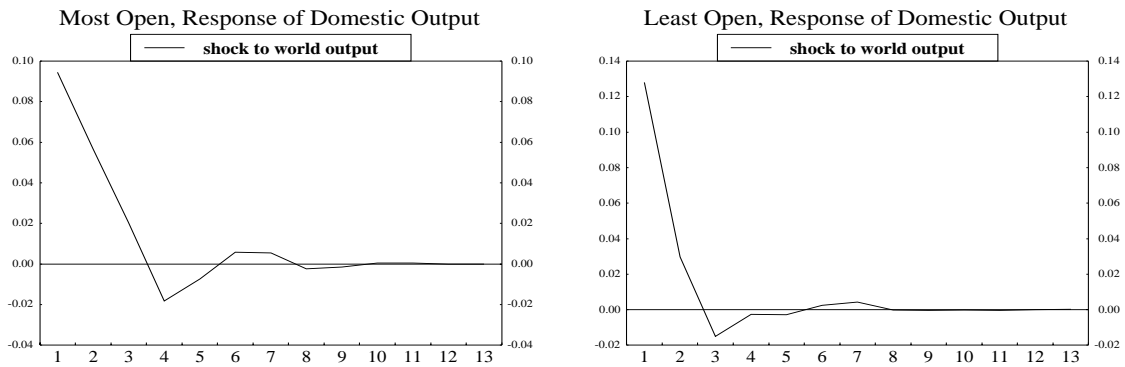 Most Open, Response of Domestic Output
shock to world output
0.10 0.10
0.08 0.08
0.06 0.06
0.04 0.04
0.02 0.02
0.00 0.00
-0.02 -0.02
-0.04 -0.04
1 2 3 4 5 6 7 8 9 10 11 12 13
Least Open, Response of Domestic Output
shock to world output
0.14 0.14
0.12 0.12
0.10 0.10
0.08 0.08
0.06 0.06
0.04 0.04
0.02 0.02
0.00 0.00
-0.02 -0.02
1 2 3 4 5 6 7 8 9 10 11 12 13